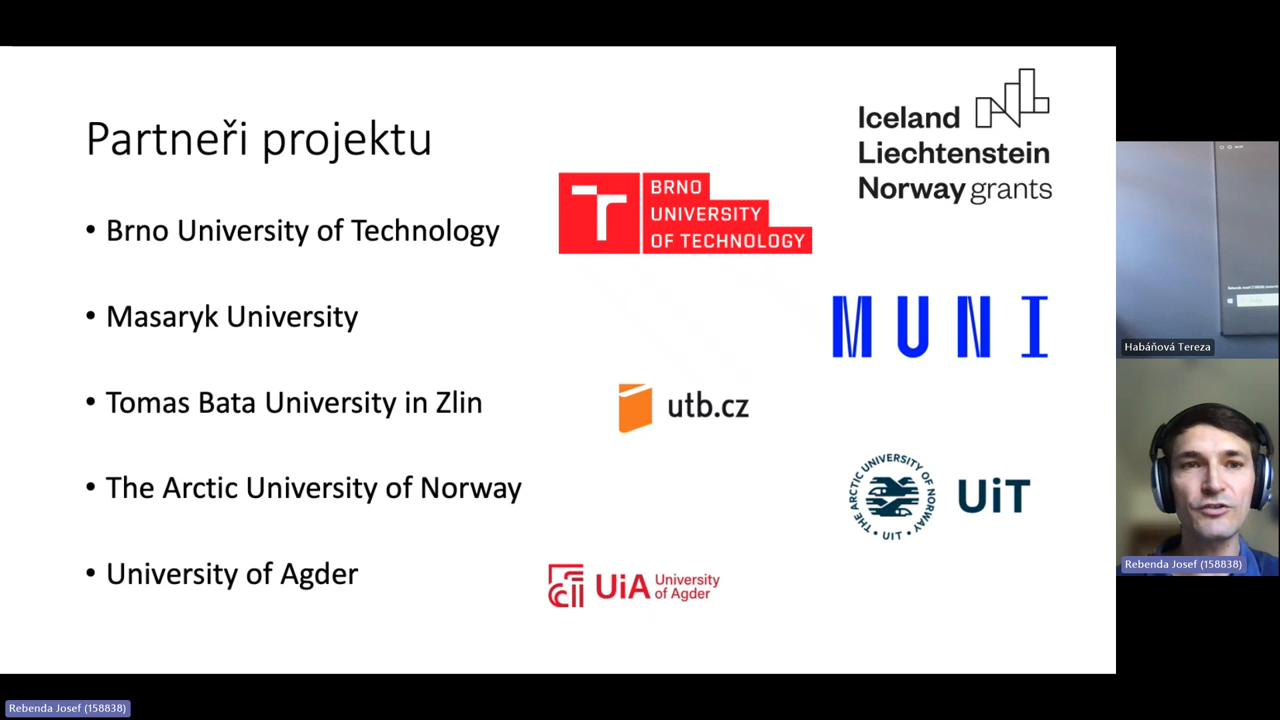 Partneři projektu
Iceland
Liechtenstein
Norway grants
• Brno University of Technology
BRNO
UNIVERSITY
OF TECHNOLOGY
• Masaryk University
MUNI
• Tomas Bata University in Zlin
utb.cz
• The Arctic University of Norway
THE ARCTIC UNIVERSITY OF NORWAY
• UIT •
UiT
• University of Agder
UiA University
of Agder
Habáňová Tereza
Rebenda Josef (158838)
Rebenda Josef (158838)